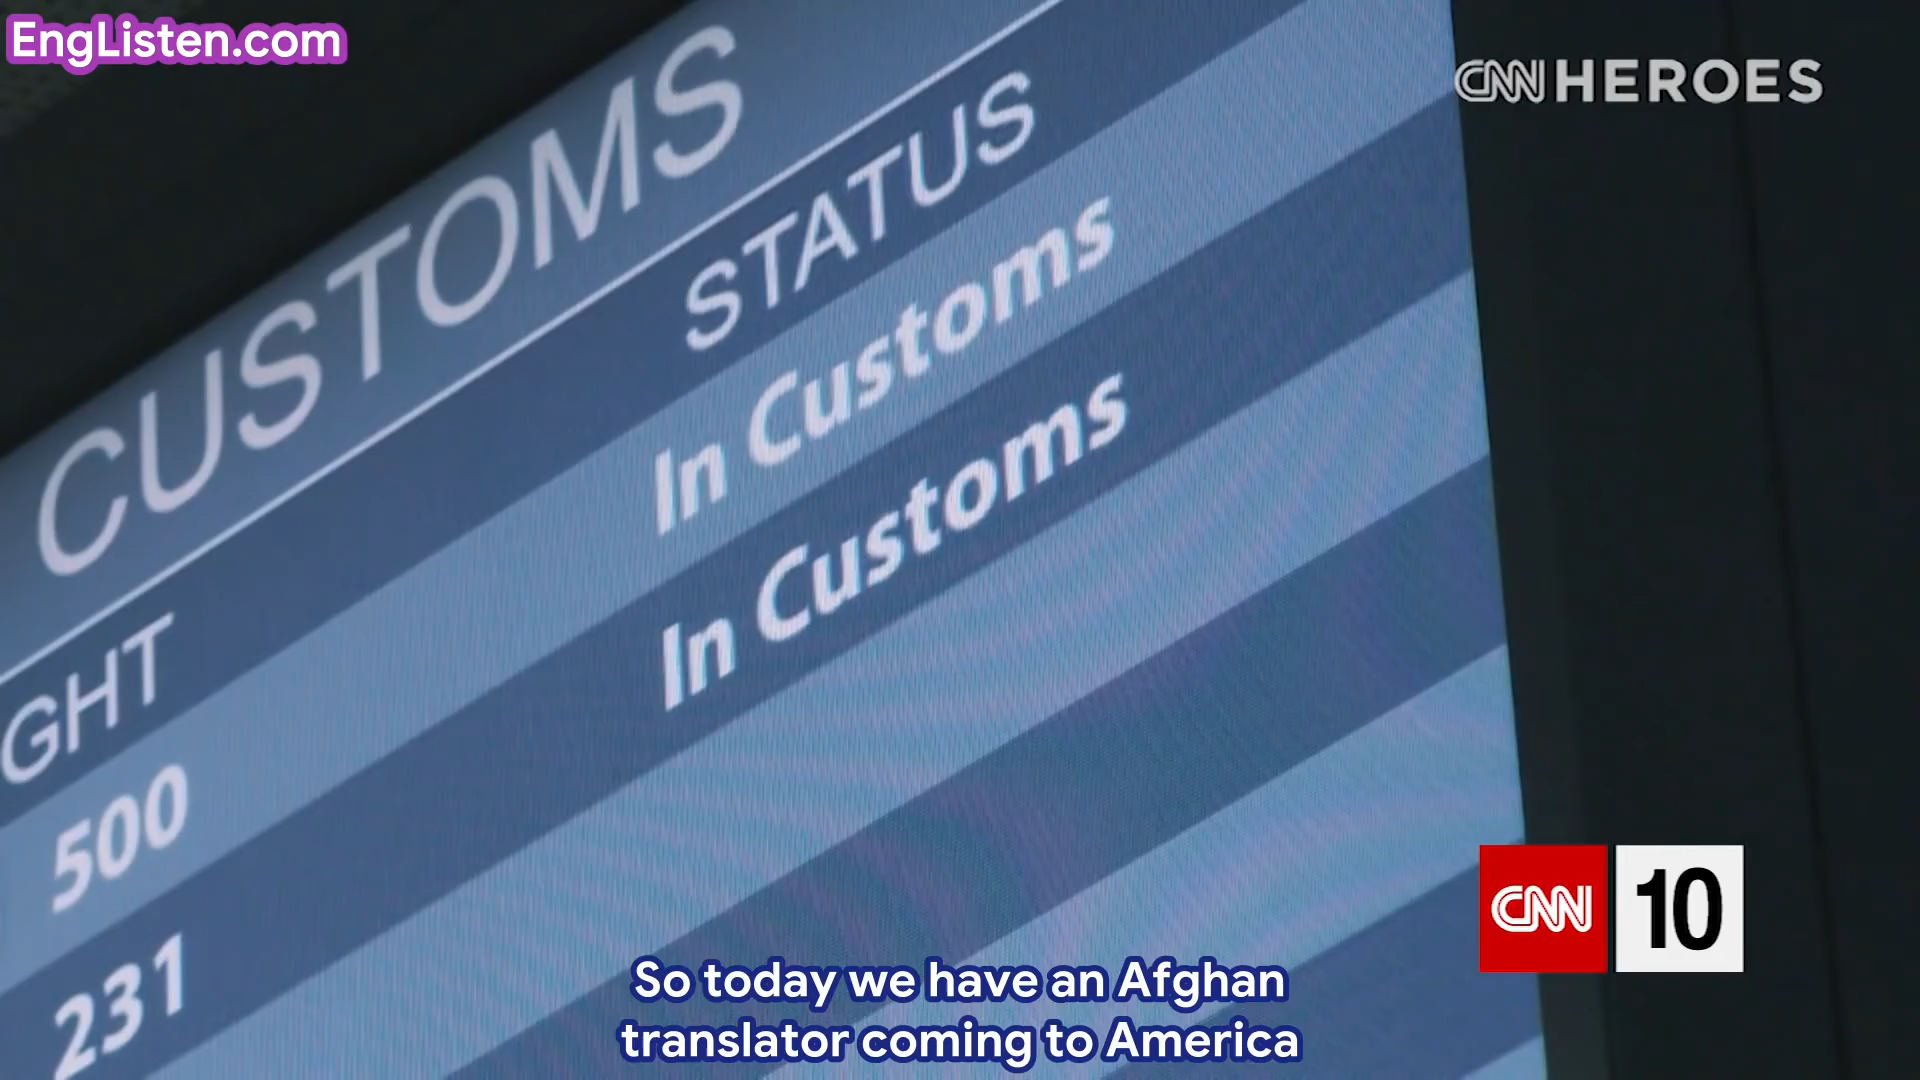 EngListen.com
CNN HEROES
CUSTOMS
GHT STATUS
500 In Customs
231 In Customs
CNN 10
So today we have an Afghan
translator coming to America